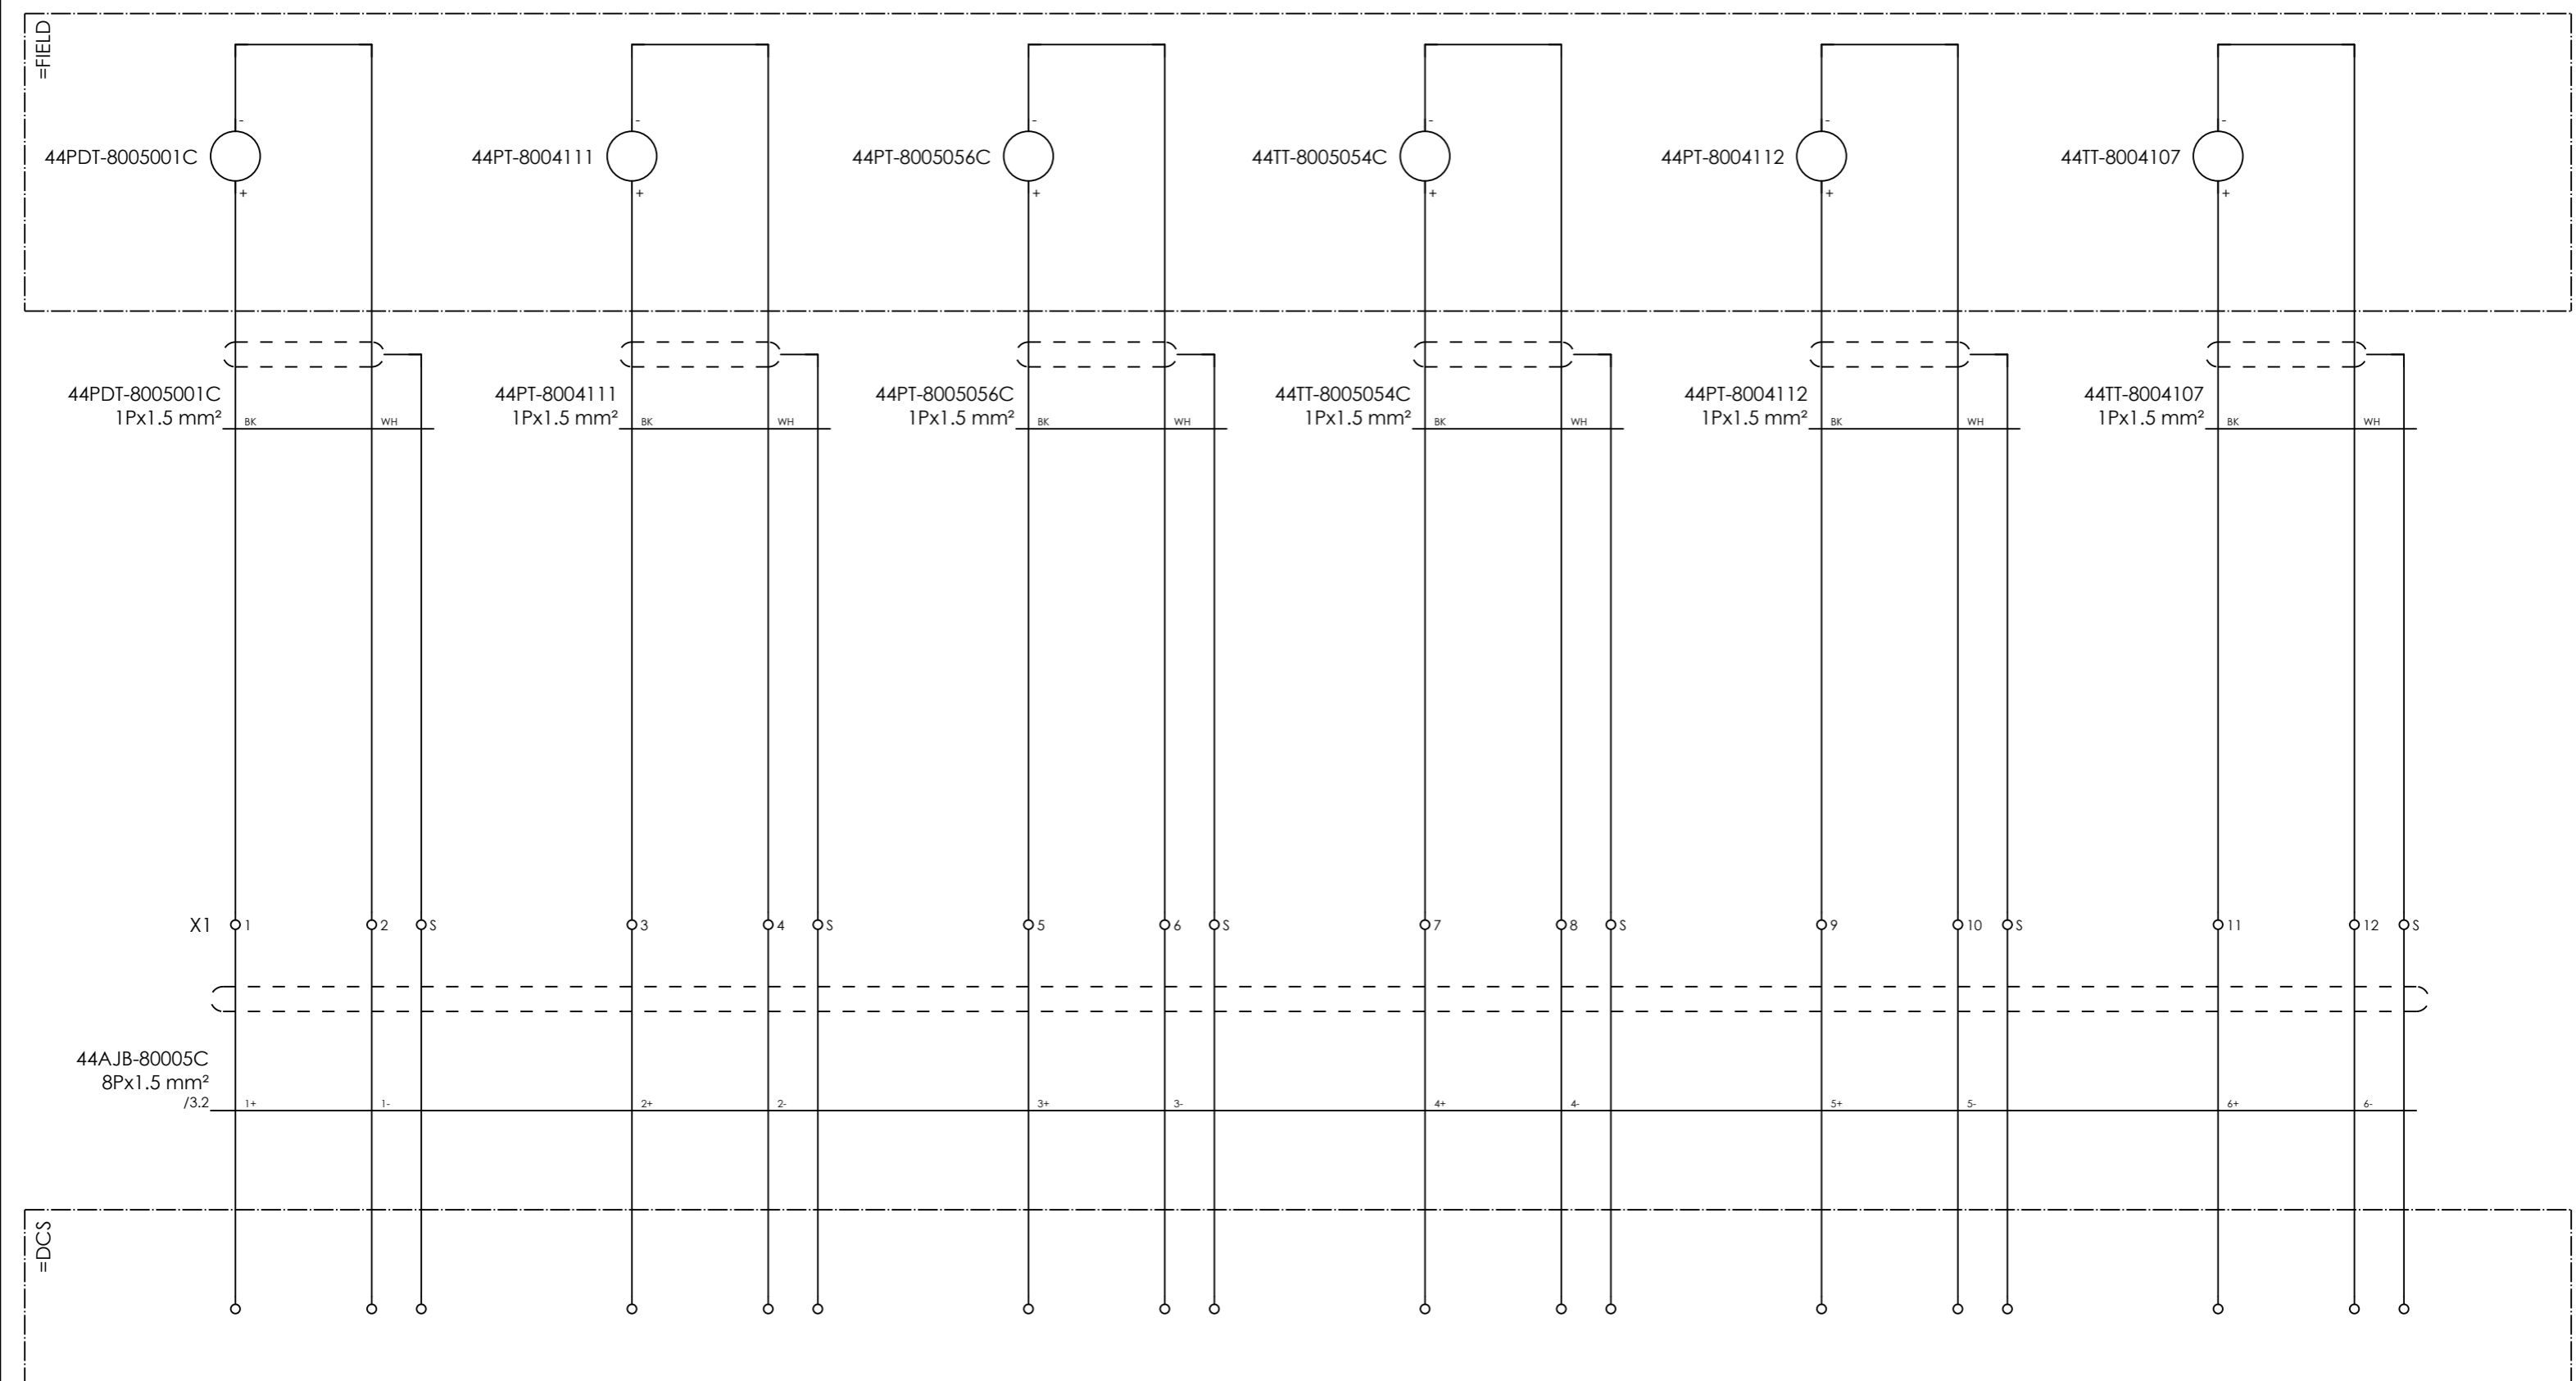 =FIELD
-
-
-
-
-
-
44PDT-8005001C
44PT-8004111
44PT-8005056C
44TT-8005054C
44PT-8004112
44TT-8004107
+
+
+
+
+
+
44PDT-8005001C
1Px1.5 mm²
BK
WH
44PT-8004111
1Px1.5 mm²
BK
WH
44PT-8005056C
1Px1.5 mm²
BK
WH
44TT-8005054C
1Px1.5 mm²
BK
WH
44PT-8004112
1Px1.5 mm²
BK
WH
44TT-8004107
1Px1.5 mm²
BK
WH
X1
1
2
S
3
4
S
5
6
S
7
8
S
9
10
S
11
12
S
44AJB-80005C
8Px1.5 mm²
/3.2
1+
1-
2+
2-
3+
3-
4+
4-
5+
5-
6+
6-
=DCS